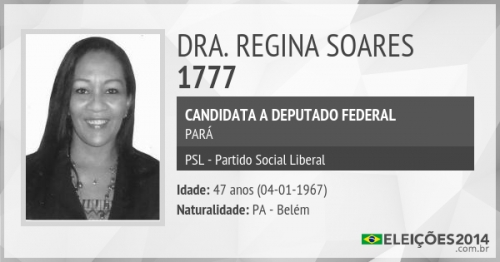 DRA. REGINA SOARES
1777
CANDIDATA A DEPUTADO FEDERAL
PARÁ
PSL - Partido Social Liberal
Idade: 47 anos (04-01-1967)
Naturalidade: PA - Belém
ELEIÇÕES2014
.com.br